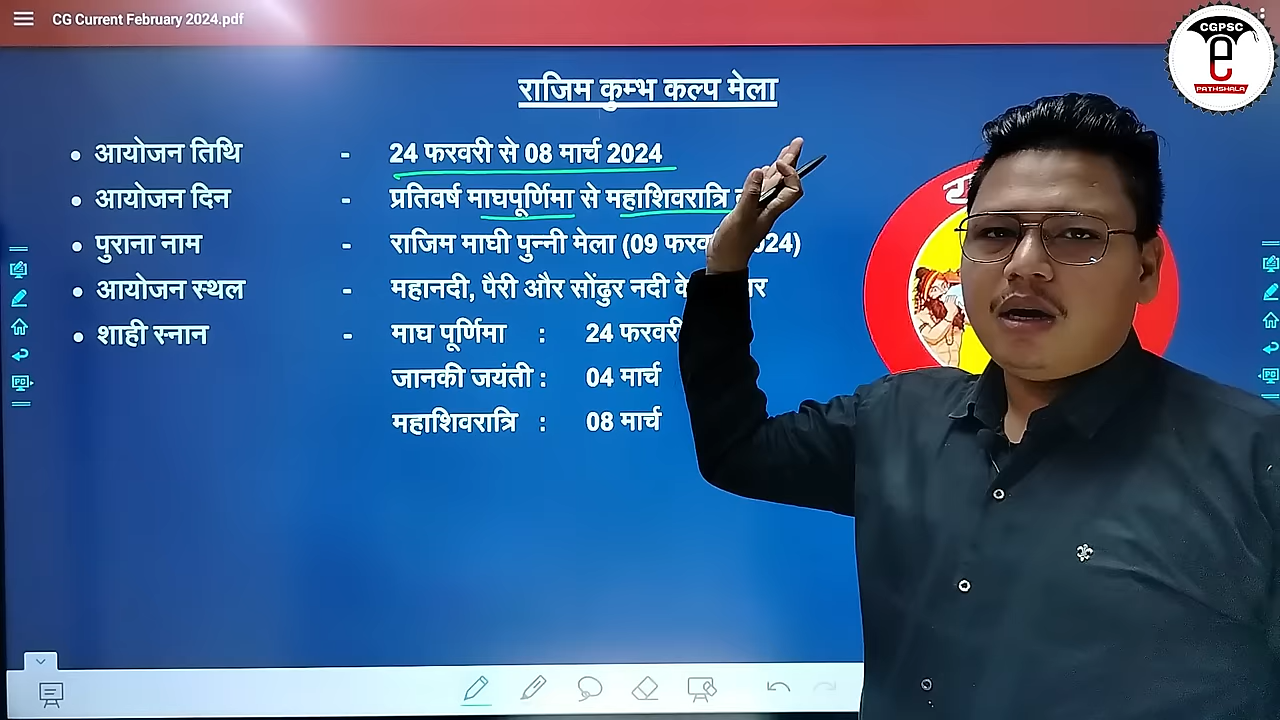 CG Current February 2024.pdf
CGPSC
e
PATHSHALA
राजिम कुम्भ कल्प मेला
• आयोजन तिथि - 24 फरवरी से 08 मार्च 2024
• आयोजन दिन - प्रतिवर्ष माघपूर्णिमा से महाशिवरात्रि
• पुराना नाम - राजिम माघी पुन्नी मेला (09 2024)
• आयोजन स्थल - महानदी, पैरी और सोंढुर नदी के
• शाही स्नान - माघ पूर्णिमा : 24 फरवरी
जानकी जयंती : 04 मार्च
महाशिवरात्रि : 08 मार्च